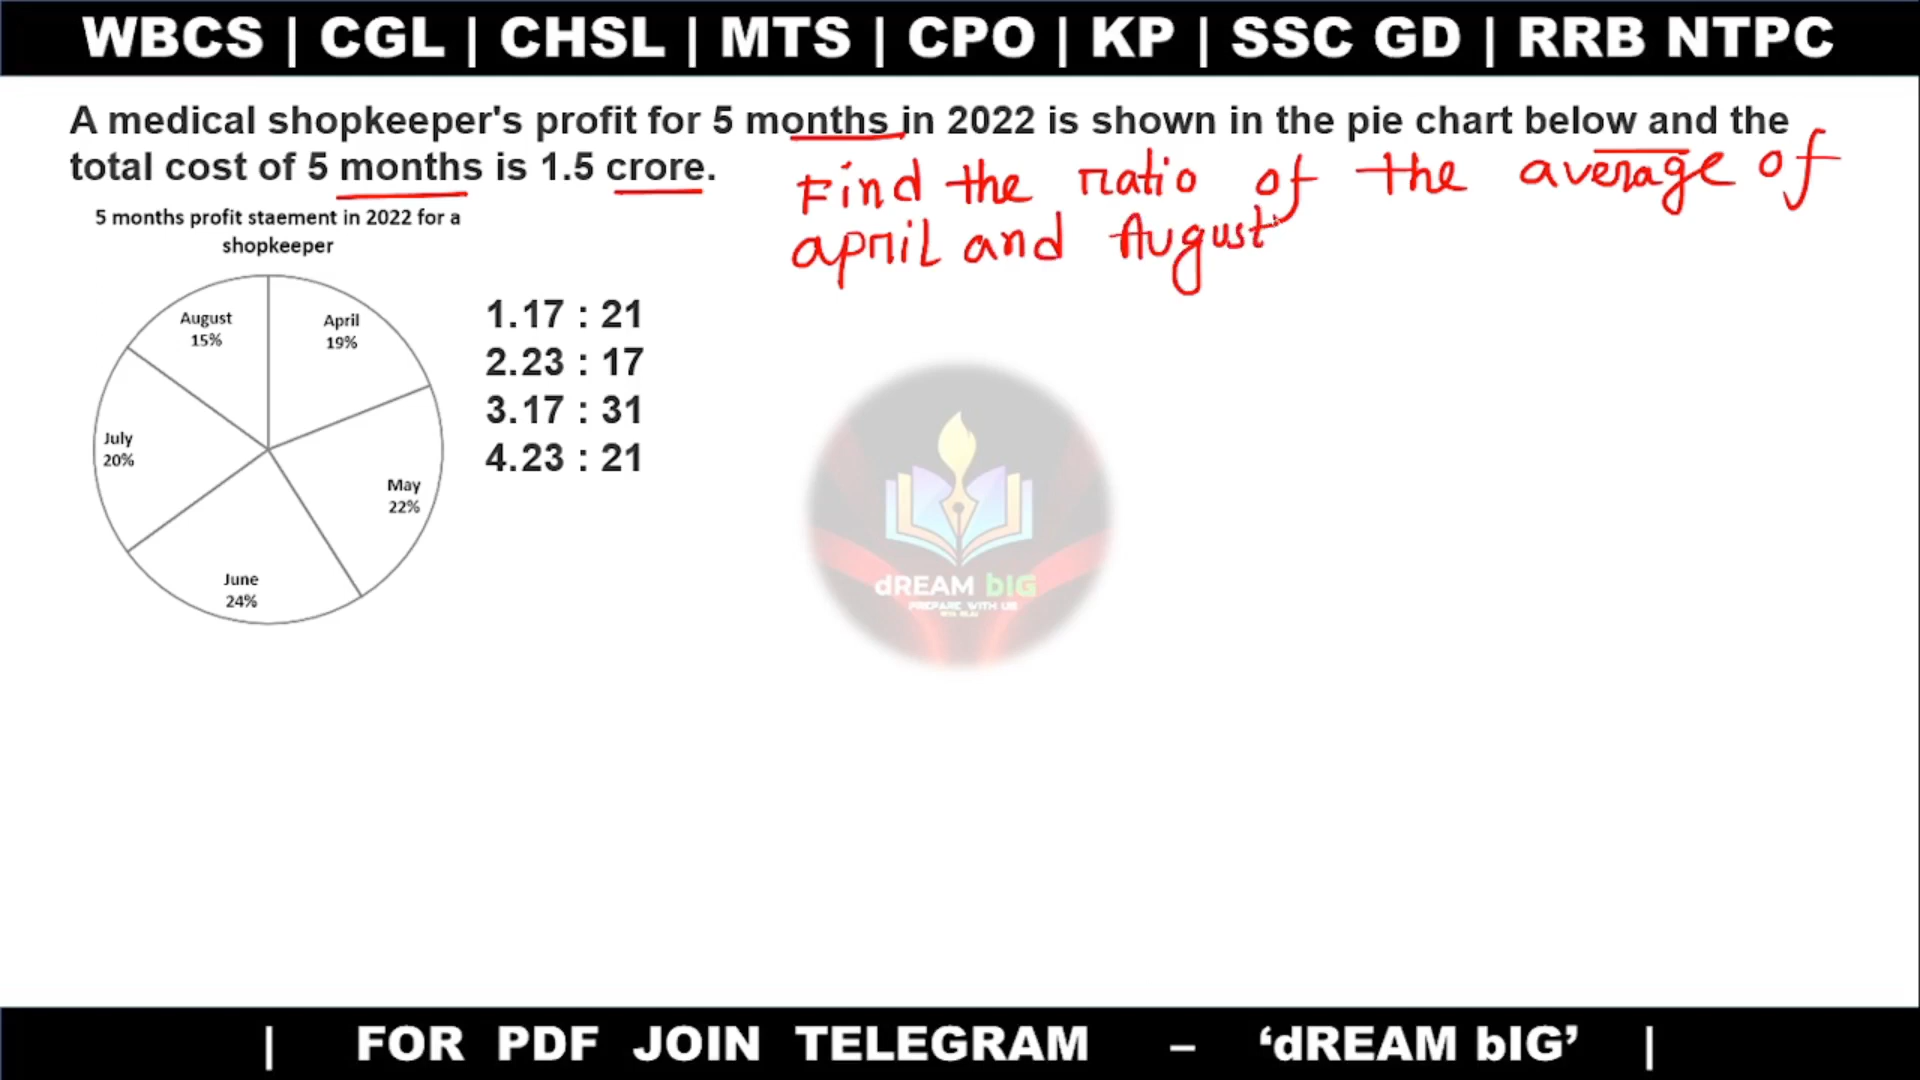 WBCS | CGL | CHSL | MTS | CPO | KP | SSC GD | RRB NTPC
A medical shopkeeper's profit for 5 months in 2022 is shown in the pie chart below and the
total cost of 5 months is 1.5 crore.
Find the ratio of the average of
april and August
5 months profit staement in 2022 for a
shopkeeper
August
15%
April
19%
July
20%
May
22%
June
24%
1.17 : 21
2.23 : 17
3.17 : 31
4.23 : 21
dREAM bIG
PREPARE WITH US
| FOR PDF JOIN TELEGRAM – ‘dREAM bIG’ |